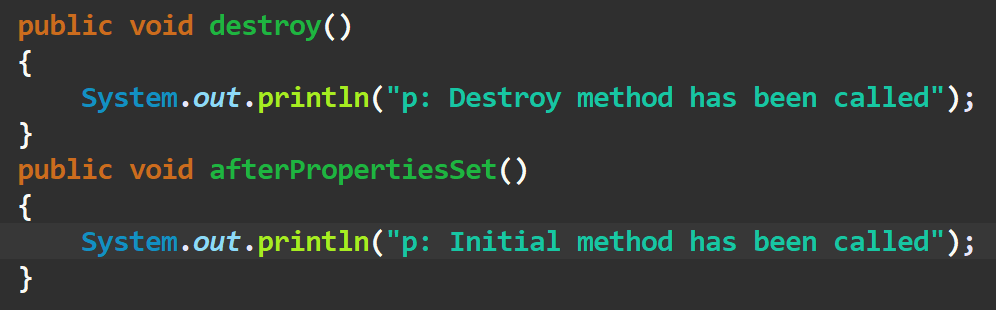 public void destroy()
{
    System.out.println("p: Destroy method has been called");
}
public void afterPropertiesSet()
{
    System.out.println("p: Initial method has been called");
}